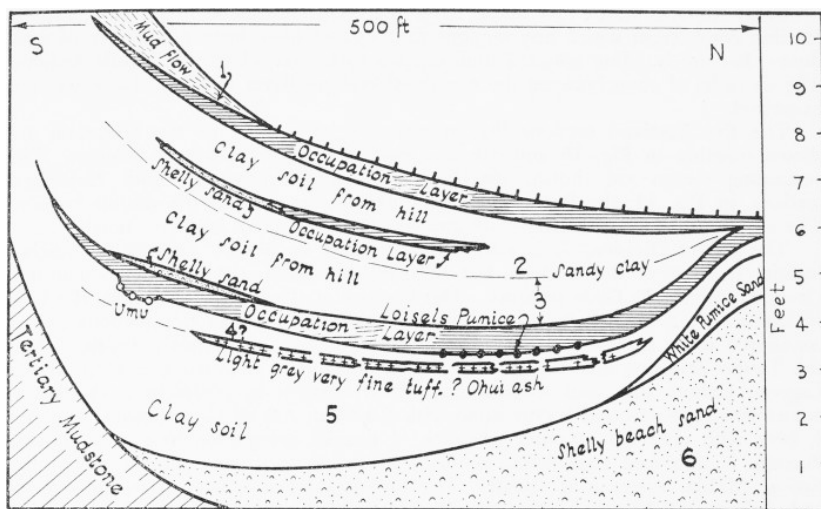 500 ft
S
N
Mud flow
1
Clay soil from hill
Occupation Layer
Shelly sand
Occupation Layer
Clay soil from hill
2
Sandy clay
3
Shelly sand
Umu
Occupation Layer
Loisels Pumice
White Pumice Sand
4?
Light grey very fine tuff. ? Ohui ash
5
Clay soil
Tertiary Mudstone
Shelly beach sand
6
10
9
8
7
6
5
4
3
2
1
Feet